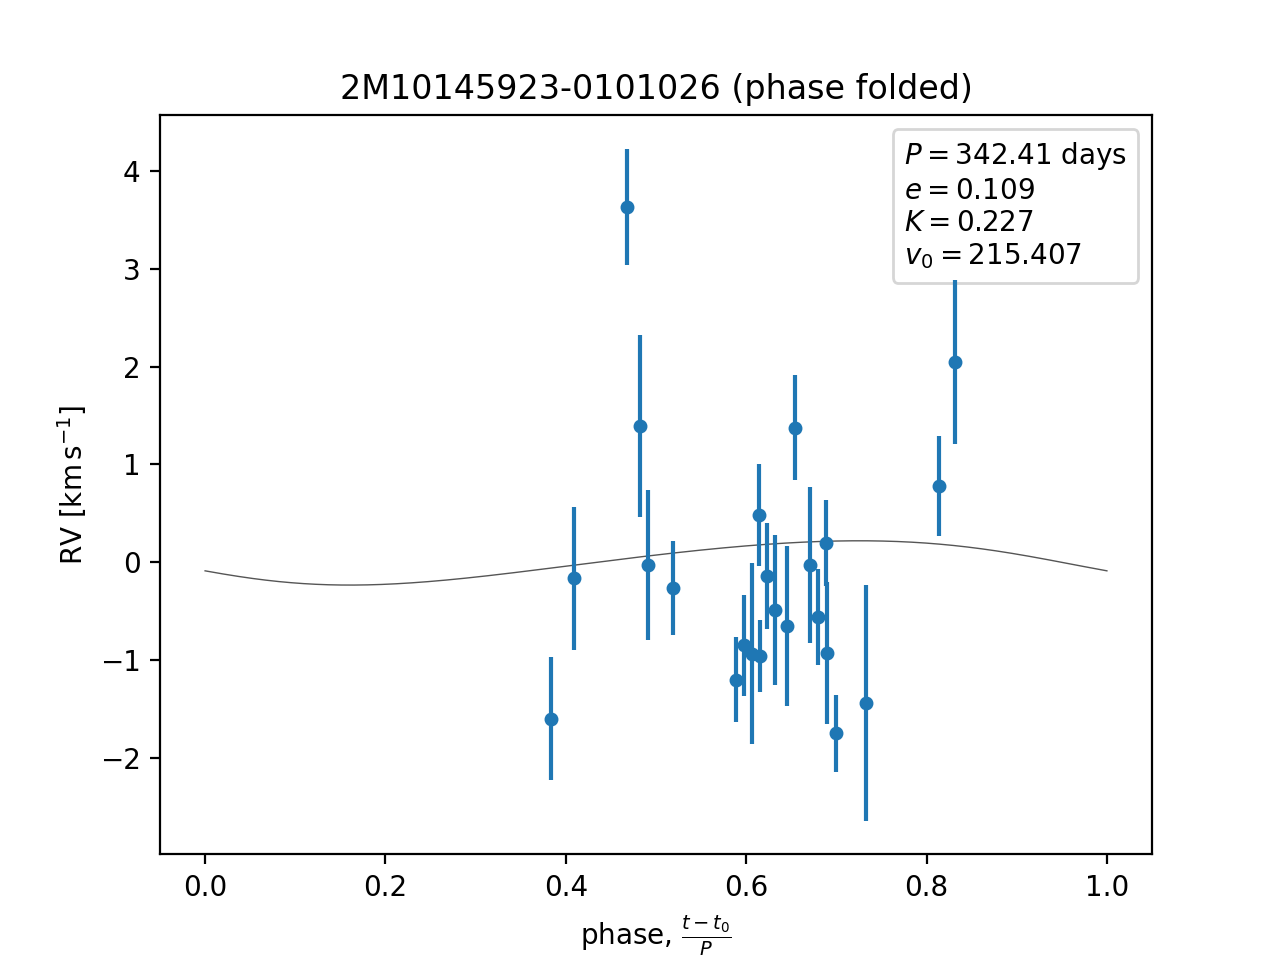 2M10145923-0101026 (phase folded)
P = 342.41 days
e = 0.109
K = 0.227
v₀ = 215.407
4
3
2
1
0
−1
−2
RV [km s⁻¹]
0.0 0.2 0.4 0.6 0.8 1.0
phase, (t − t₀)/P